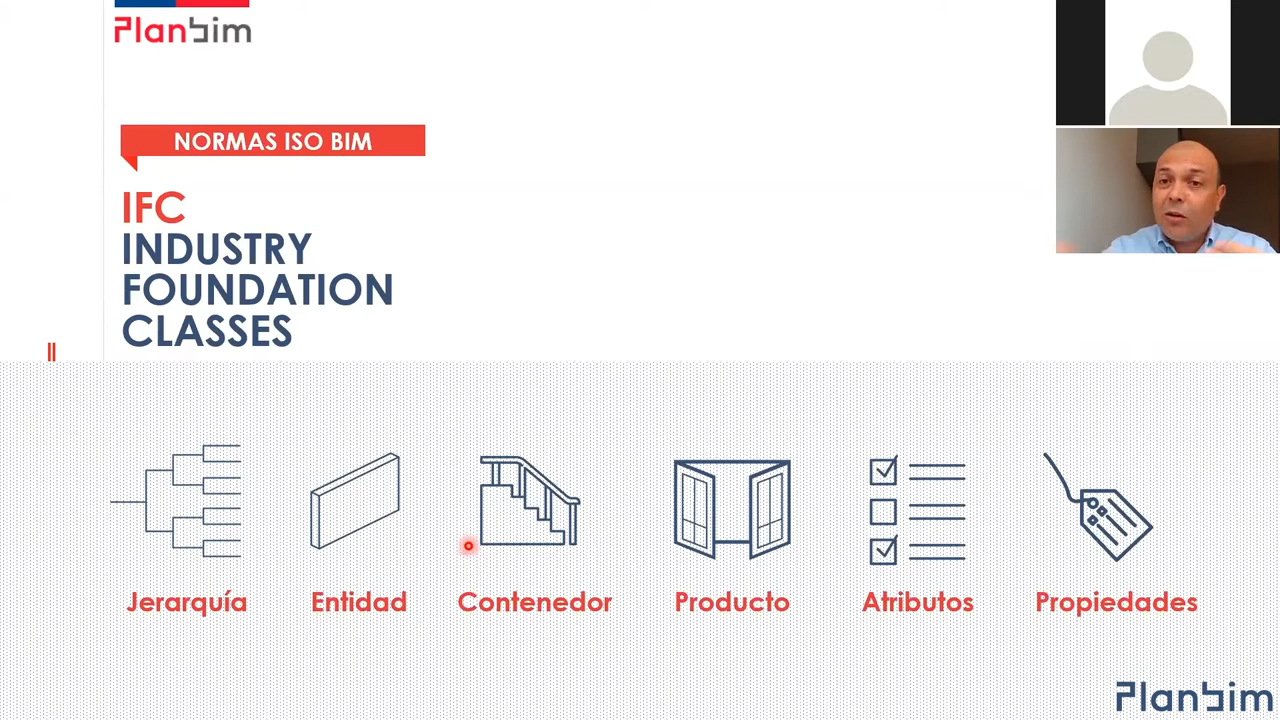 Planbim
NORMAS ISO BIM
IFC
INDUSTRY
FOUNDATION
CLASSES
Jerarquía
Entidad
Contenedor
Producto
Atributos
Propiedades
Planbim